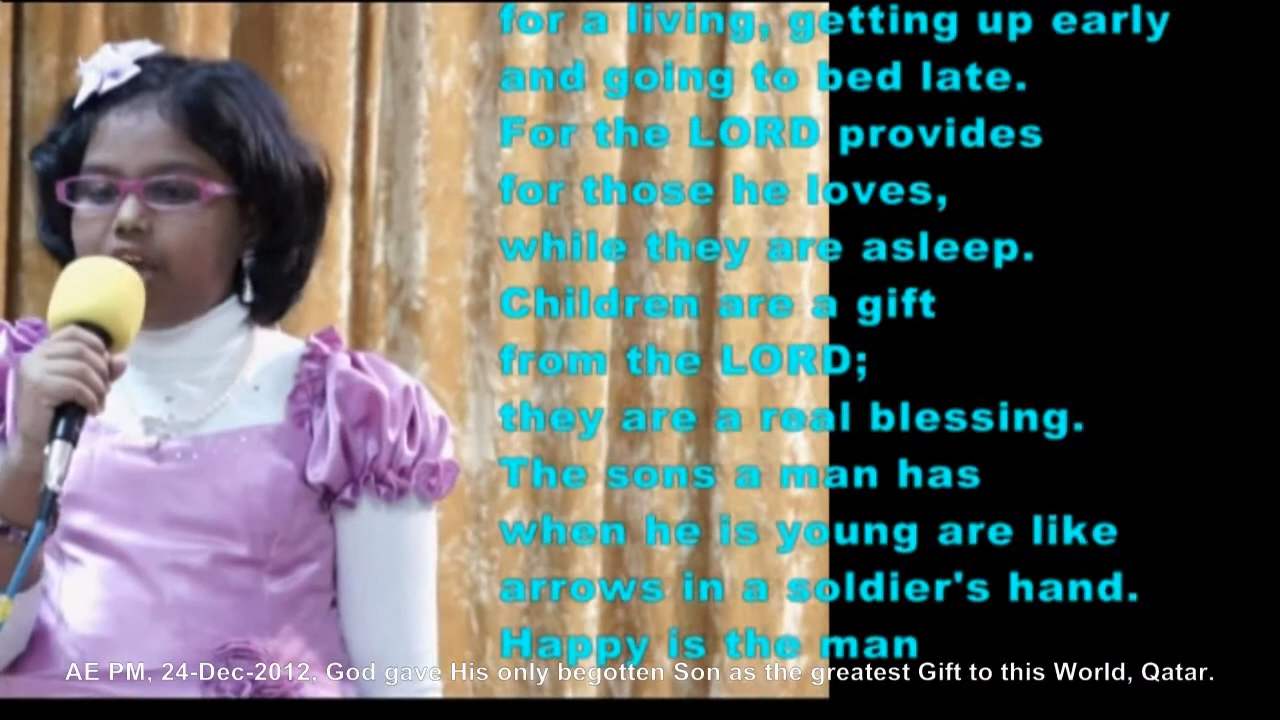 for a living, getting up early
and going to bed late.
For the LORD provides
for those he loves,
while they are asleep.
Children are a gift
from the LORD;
they are a real blessing.
The sons a man has
when he is young are like
arrows in a soldier's hand.
Happy is the man
AE PM, 24-Dec-2012, God gave His only begotten Son as the greatest Gift to this World, Qatar.